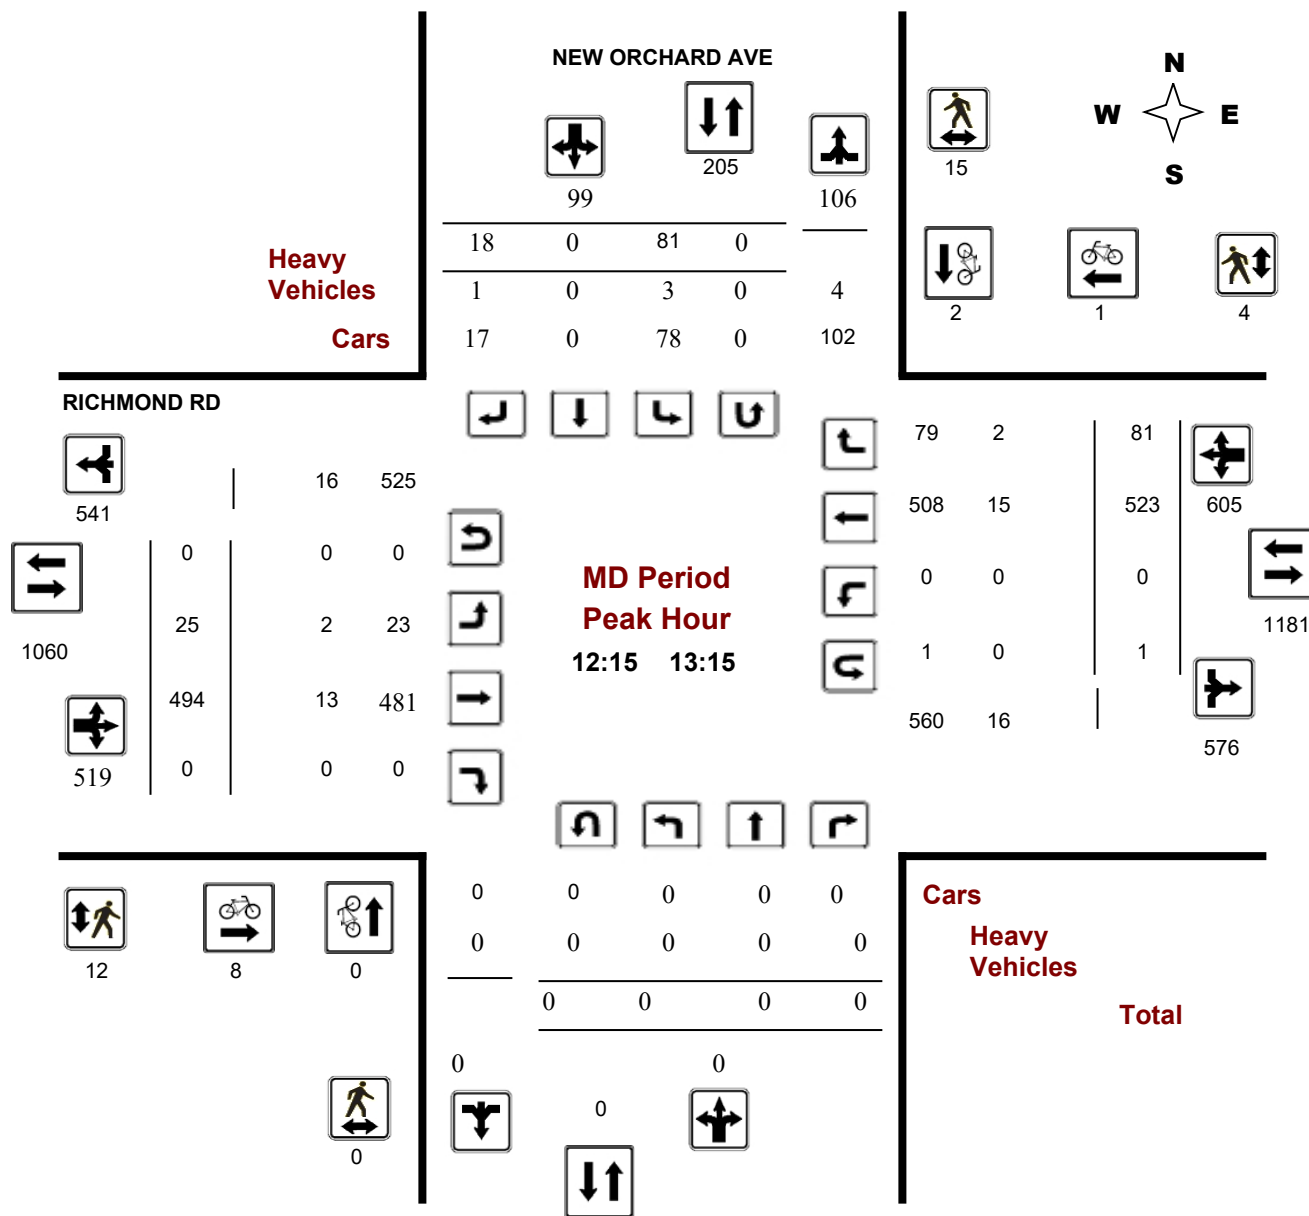 NEW ORCHARD AVE
N
W E
S
205
15
99 106
18 0 81 0
Heavy
Vehicles
1 0 3 0 4
2 1 4
Cars
17 0 78 0 102
RICHMOND RD
79 2 81
16 525
541
508 15 523 605
0 0 0
MD Period
0 0 0
Peak Hour
25 2 23
1181
1060
12:15 13:15
1 0 1
494 13 481
560 16
576
519
0 0 0
0 0 0 0 0
Cars
0 0 0 0 0
Heavy
Vehicles
12 8 0
0 0 0 0
Total
0 0
0
0